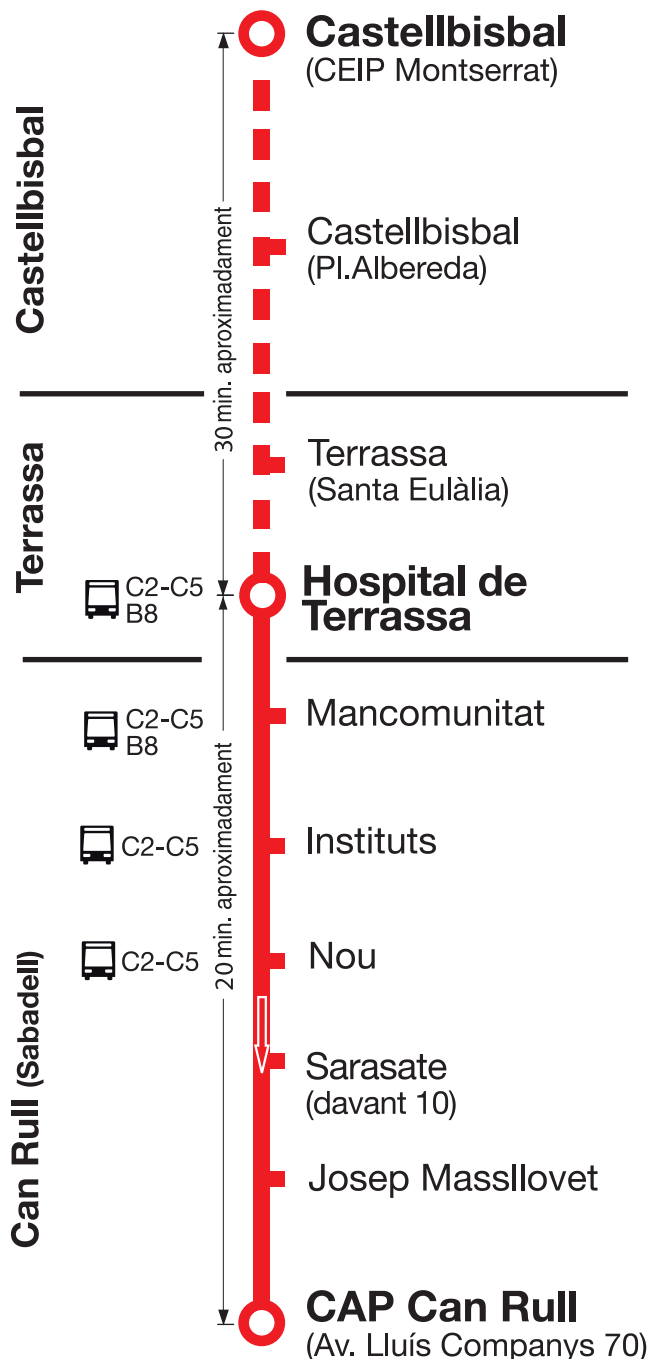 Castellbisbal
Castellbisbal
(CEIP Montserrat)
Castellbisbal
(Pl.Albereda)
30 min. aproximadament
Terrassa
Terrassa
(Santa Eulàlia)
C2-C5
B8
Hospital de
Terrassa
Can Rull (Sabadell)
20 min. aproximadament
C2-C5
B8
Mancomunitat
C2-C5
Instituts
C2-C5
Nou
Sarasate
(davant 10)
Josep Massllovet
CAP Can Rull
(Av. Lluís Companys 70)